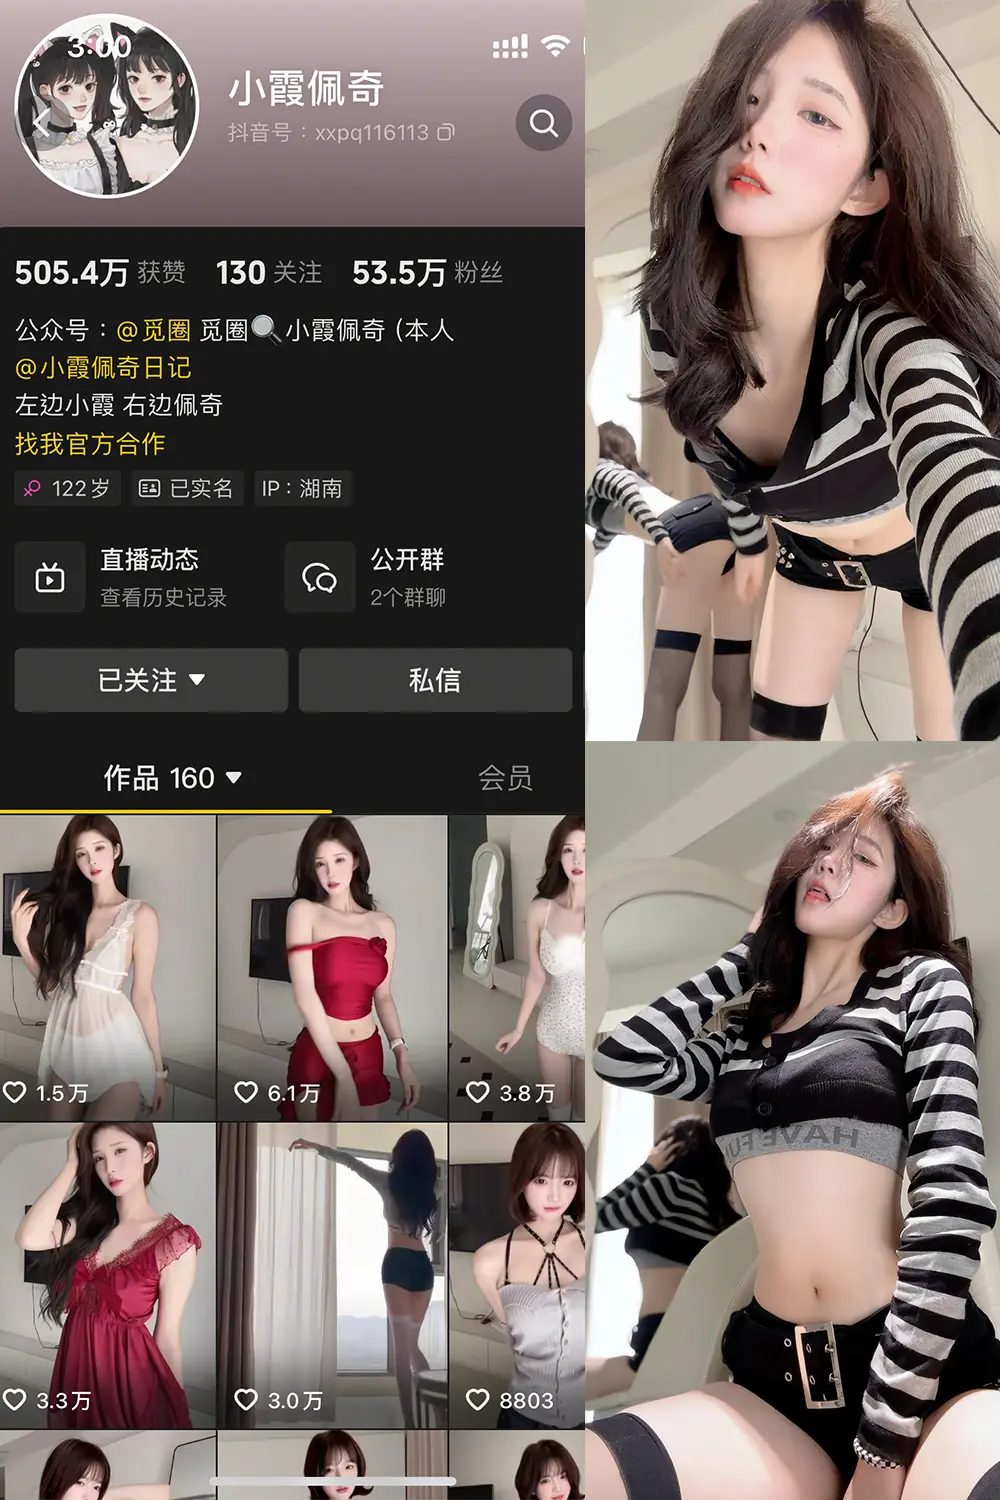 3:00
小霞佩奇
抖音号：xxpq116113
505.4万 获赞 130 关注 53.5万 粉丝
公众号：@觅圈 觅圈🔍小霞佩奇 (本人
@小霞佩奇日记
左边小霞 右边佩奇
找我官方合作
122岁 已实名 IP：湖南
直播动态
查看历史记录
公开群
2个群聊
已关注
私信
作品 160
会员
1.5万
6.1万
3.8万
3.3万
3.0万
8803
HAVE FU